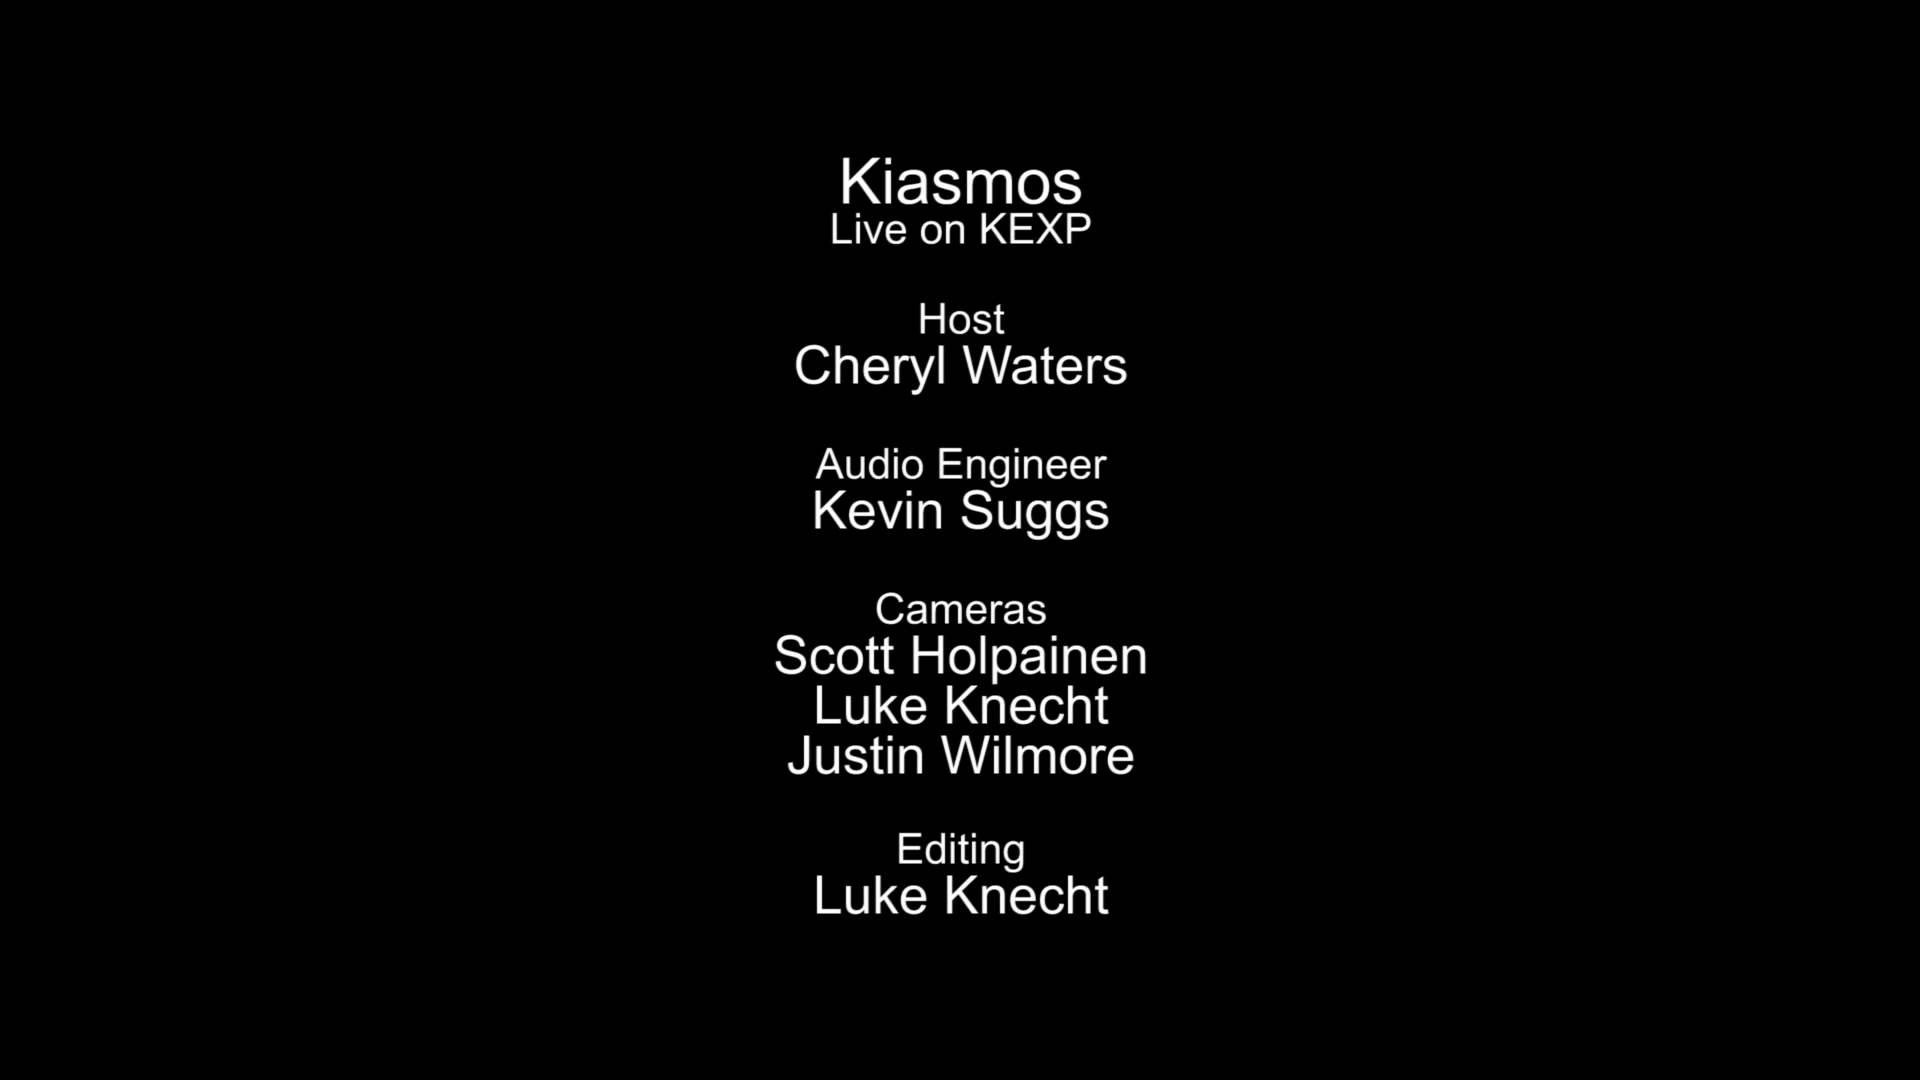 Kiasmos
Live on KEXP
Host
Cheryl Waters
Audio Engineer
Kevin Suggs
Cameras
Scott Holpainen
Luke Knecht
Justin Wilmore
Editing
Luke Knecht